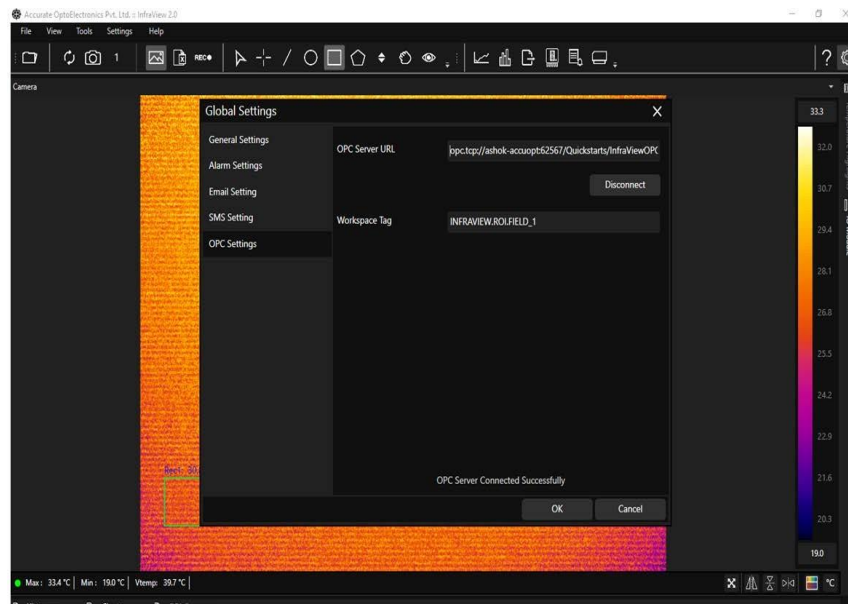 Accurate OptoElectronics Pvt. Ltd. :: InfraView 2.0
File View Tools Settings Help
1 REC
Camera
Global Settings
General Settings
Alarm Settings
Email Setting
SMS Setting
OPC Settings
OPC Server URL opc.tcp://ashok-accuopt:62567/Quickstarts/InfraViewOPC
Disconnect
Workspace Tag INFRAVIEW.ROI.FIELD_1
OPC Server Connected Successfully
OK Cancel
33.3
32.0
30.7
29.4
28.1
26.8
25.5
24.2
22.9
21.6
20.3
19.0
Max: 33.4 °C Min: 19.0 °C Vtemp: 39.7 °C
°C